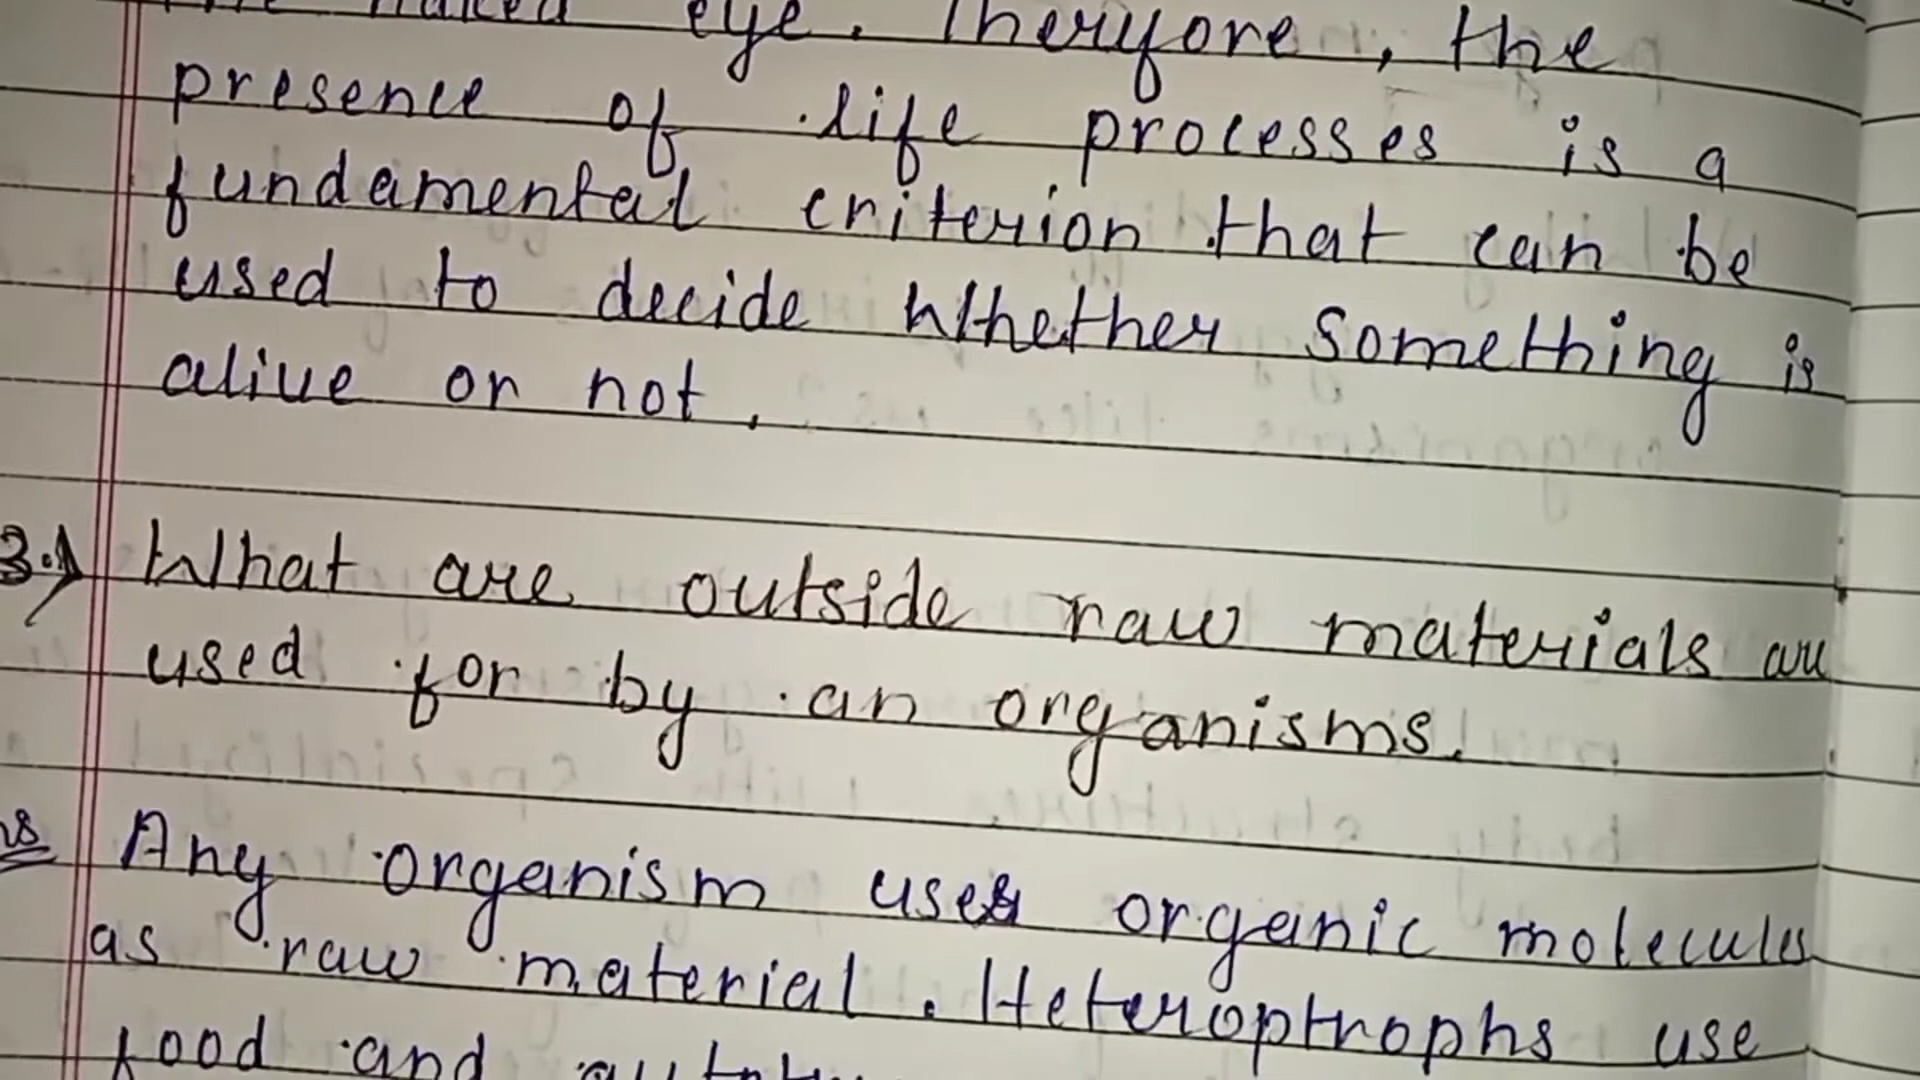 naked eye. Therefore, the
presence of life processes is a
fundamental criterion that can be
used to decide whether something is
alive or not.
3.) What are outside raw materials are
used for by an organisms.
Any organism uses organic molecules
as raw material. Heteroptrophs use
food and